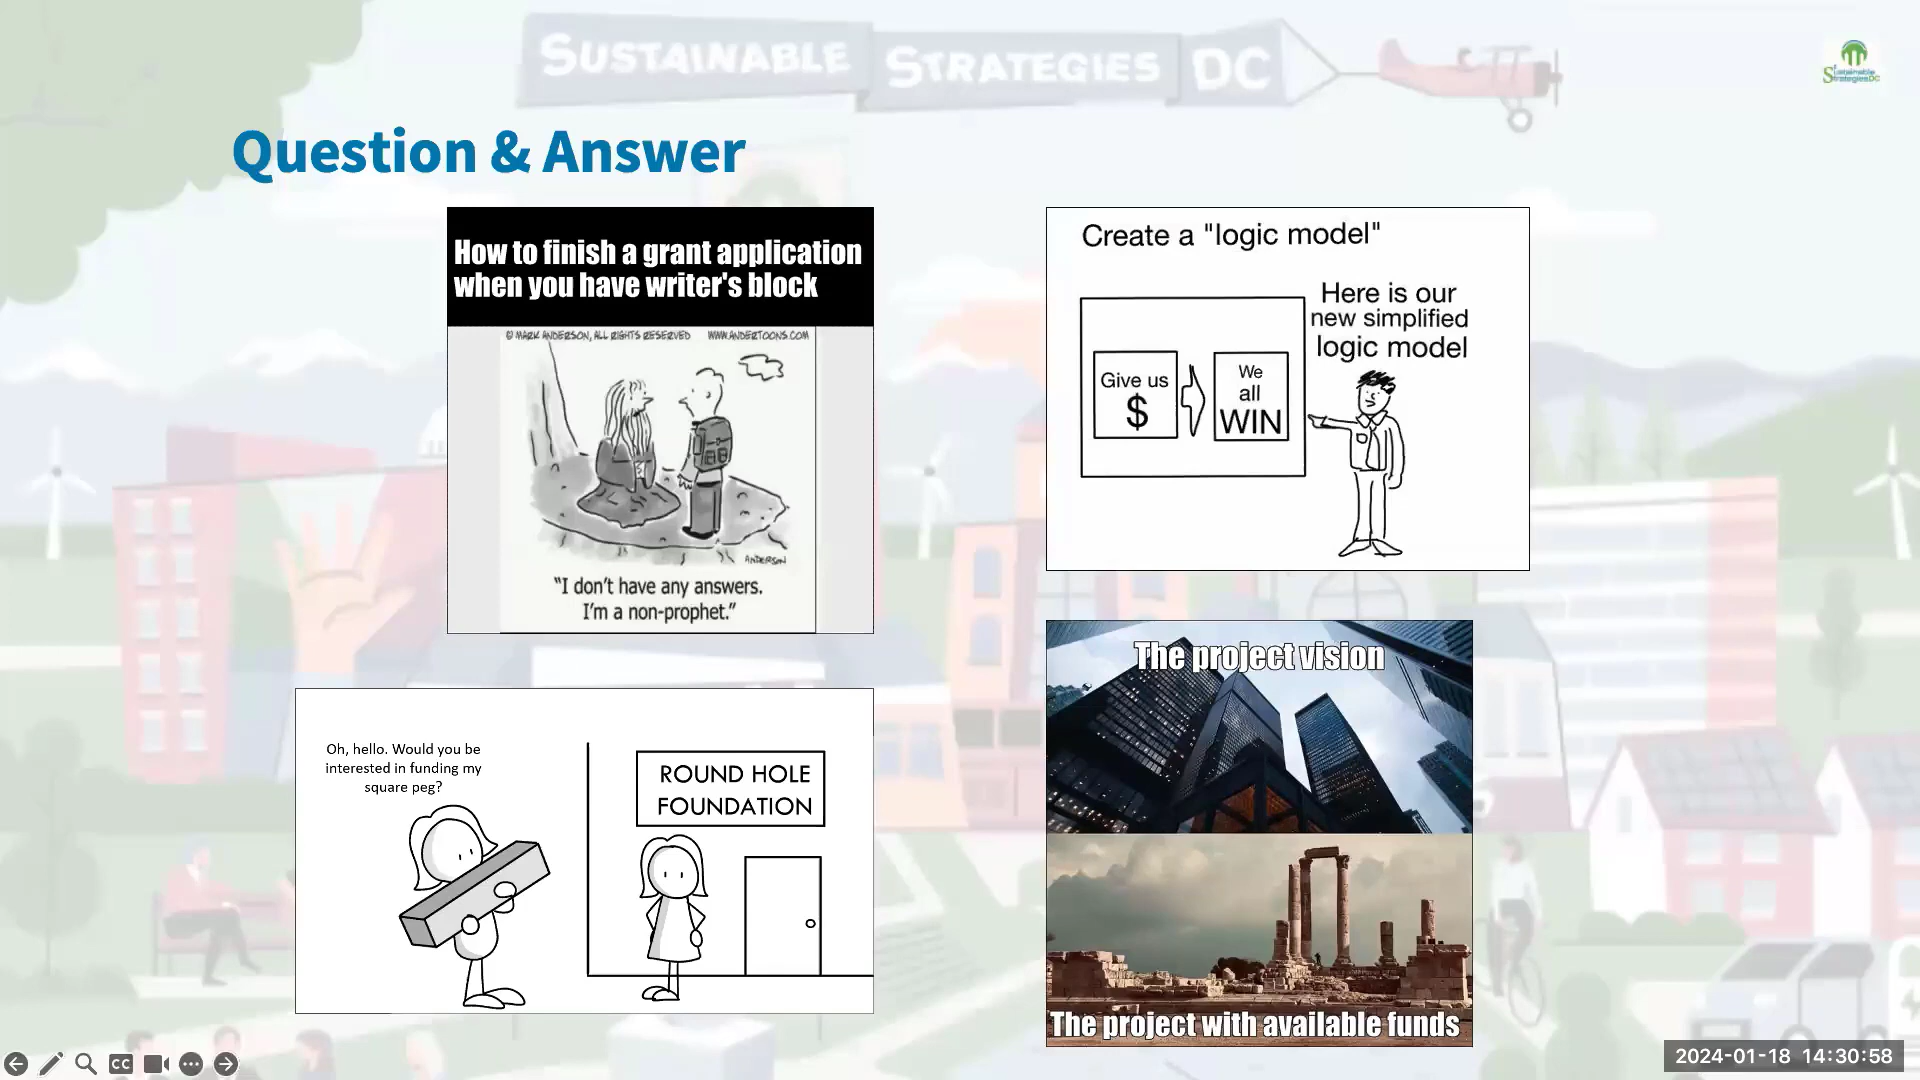 SUSTAINABLE STRATEGIES DC
Sustainable
StrategiesDC
Question & Answer
How to finish a grant application
when you have writer's block
© MARK ANDERSON, ALL RIGHTS RESERVED WWW.ANDERTOONS.COM
ANDERSON
"I don't have any answers.
I'm a non-prophet."
Create a "logic model"
Here is our
new simplified
logic model
Give us
$
We
all
WIN
Oh, hello. Would you be
interested in funding my
square peg?
ROUND HOLE
FOUNDATION
The project vision
The project with available funds
CC
2024-01-18 14:30:58